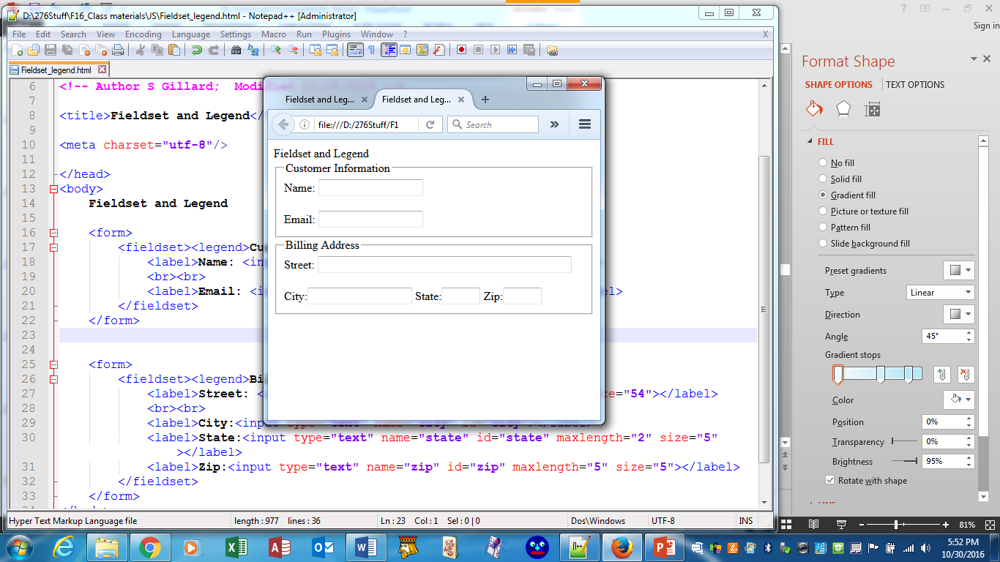 D:\276Stuff\F16_Class materials\JS\Fieldset_legend.html - Notepad++ [Administrator]
File Edit Search View Encoding Language Settings Macro Run Plugins Window ? X
Fieldset_legend.html
6 <!-- Author S Gillard; Modified
7
8 <title>Fieldset and Legend</
9
10 <meta charset="utf-8"/>
11
12 </head>
13 <body>
14 Fieldset and Legend
15
16 <form>
17 <fieldset><legend>Cu
18 <label>Name: <in
19 <br><br>
20 <label>Email: <i el>
21 </fieldset>
22 </form>
23
24
25 <form>
26 <fieldset><legend>Bi
27 <label>Street: < ze="54"></label>
28 <br><br>
29 <label>City:<input type="text" name="city" id="city"></label>
30 <label>State:<input type="text" name="state" id="state" maxlength="2" size="5"
></label>
31 <label>Zip:<input type="text" name="zip" id="zip" maxlength="5" size="5"></label>
32 </fieldset>
33 </form>
Hyper Text Markup Language file length : 977 lines : 36 Ln : 23 Col : 1 Sel : 0 | 0 Dos\Windows UTF-8 INS
Fieldset and Leg... Fieldset and Leg...
file:///D:/276Stuff/F1 Search
Fieldset and Legend
Customer Information
Name:
Email:
Billing Address
Street:
City: State: Zip:
Sign in
Format Shape
SHAPE OPTIONS TEXT OPTIONS
FILL
No fill
Solid fill
Gradient fill
Picture or texture fill
Pattern fill
Slide background fill
Preset gradients
Type Linear
Direction
Angle 45°
Gradient stops
Color
Position 0%
Transparency 0%
Brightness 95%
Rotate with shape
81%
5:52 PM
10/30/2016